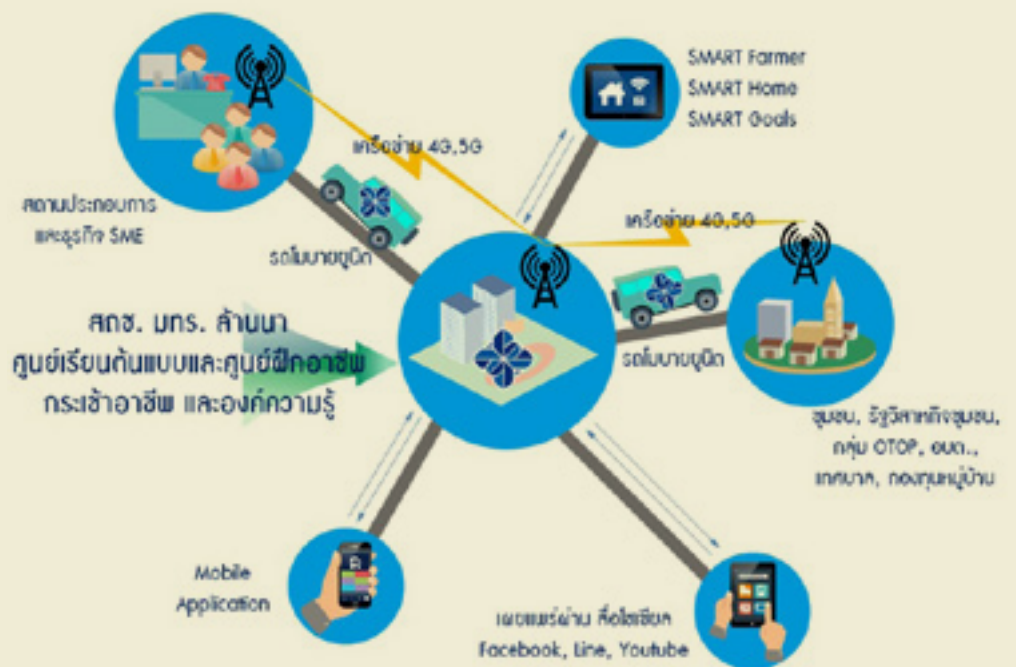 SMART Farmer
SMART Home
SMART Goals
เครือข่าย 4G,5G
สถานประกอบการ
และธุรกิจ SME
รถโมบายยูนิต
เครือข่าย 4G,5G
สถช. มทร. ล้านนา
ศูนย์เรียนต้นแบบและศูนย์ฝึกอาชีพ
กระเช้าอาชีพ และองค์ความรู้
รถโมบายยูนิต
ชุมชน, รัฐวิสาหกิจชุมชน,
กลุ่ม OTOP, อบต.,
เทศบาล, กองทุนหมู่บ้าน
Mobile
Application
เผยแพร่ผ่าน สื่อโซเชียล
Facebook, Line, Youtube